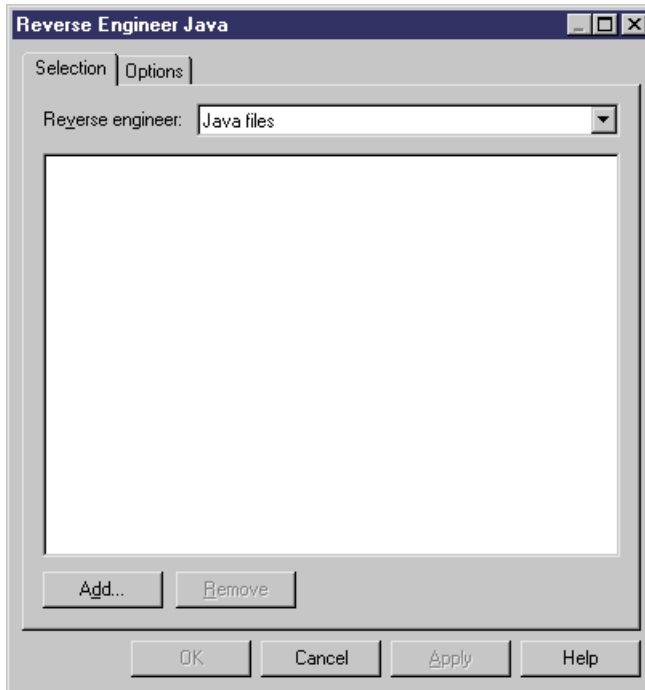 Reverse Engineer Java
Selection Options
Reverse engineer: Java files
Add... Remove
OK Cancel Apply Help